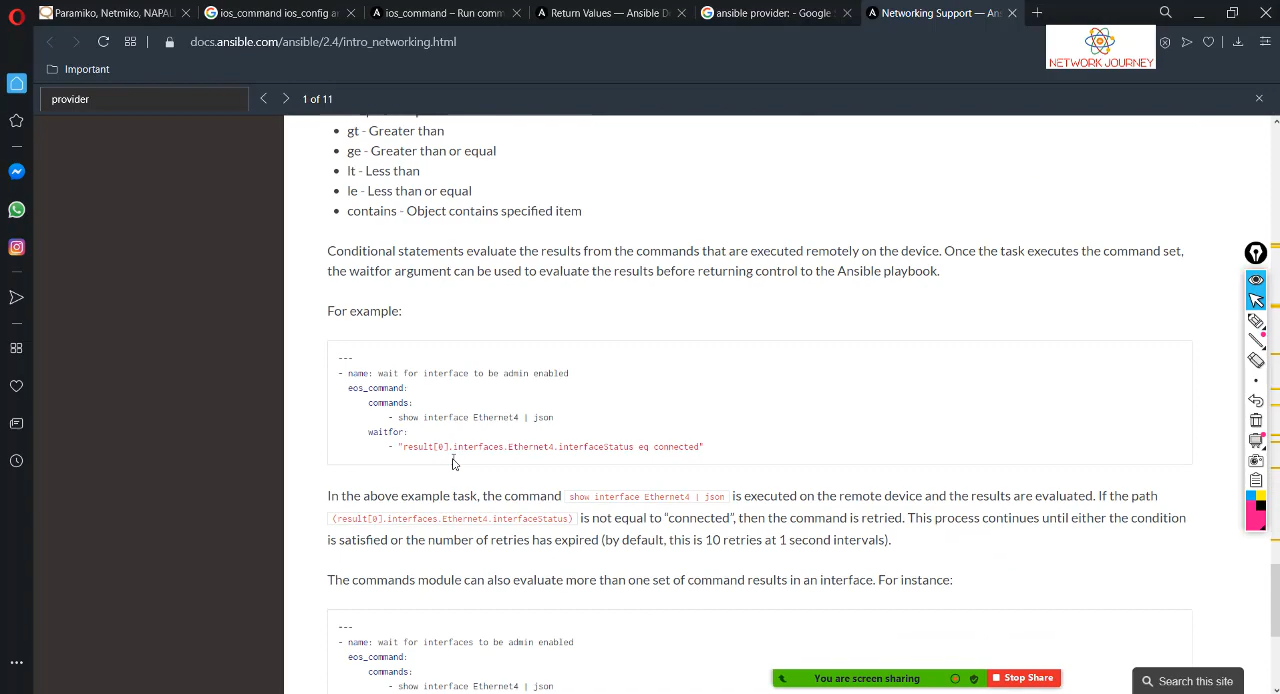 Paramiko, Netmiko, NAPAL
ios_command ios_config ar
ios_command – Run comm
Return Values — Ansible D
ansible provider: - Google S
Networking Support — Ans
docs.ansible.com/ansible/2.4/intro_networking.html
NETWORK JOURNEY
Important
provider
1 of 11
gt - Greater than
ge - Greater than or equal
lt - Less than
le - Less than or equal
contains - Object contains specified item
Conditional statements evaluate the results from the commands that are executed remotely on the device. Once the task executes the command set,
the waitfor argument can be used to evaluate the results before returning control to the Ansible playbook.
For example:
---
- name: wait for interface to be admin enabled
eos_command:
commands:
- show interface Ethernet4 | json
waitfor:
- "result[0].interfaces.Ethernet4.interfaceStatus eq connected"
In the above example task, the command show interface Ethernet4 | json is executed on the remote device and the results are evaluated. If the path
(result[0].interfaces.Ethernet4.interfaceStatus) is not equal to “connected”, then the command is retried. This process continues until either the condition
is satisfied or the number of retries has expired (by default, this is 10 retries at 1 second intervals).
The commands module can also evaluate more than one set of command results in an interface. For instance:
---
- name: wait for interfaces to be admin enabled
eos_command:
commands:
- show interface Ethernet4 | json
You are screen sharing
Stop Share
Search this site